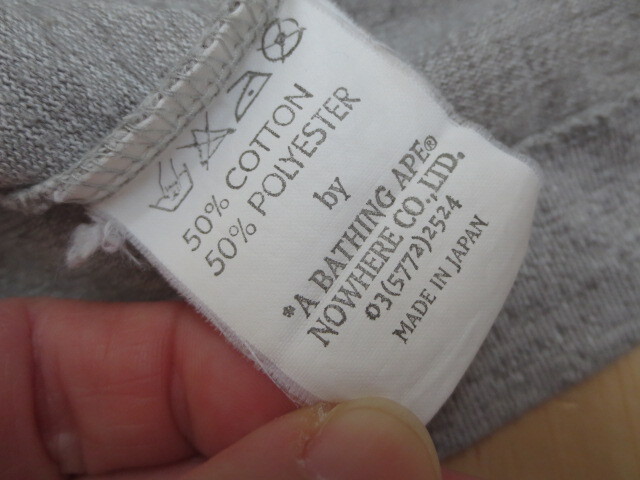 50% COTTON
50% POLYESTER
by
*A BATHING APE®
NOWHERE CO., LTD.
03(5772)2524
MADE IN JAPAN